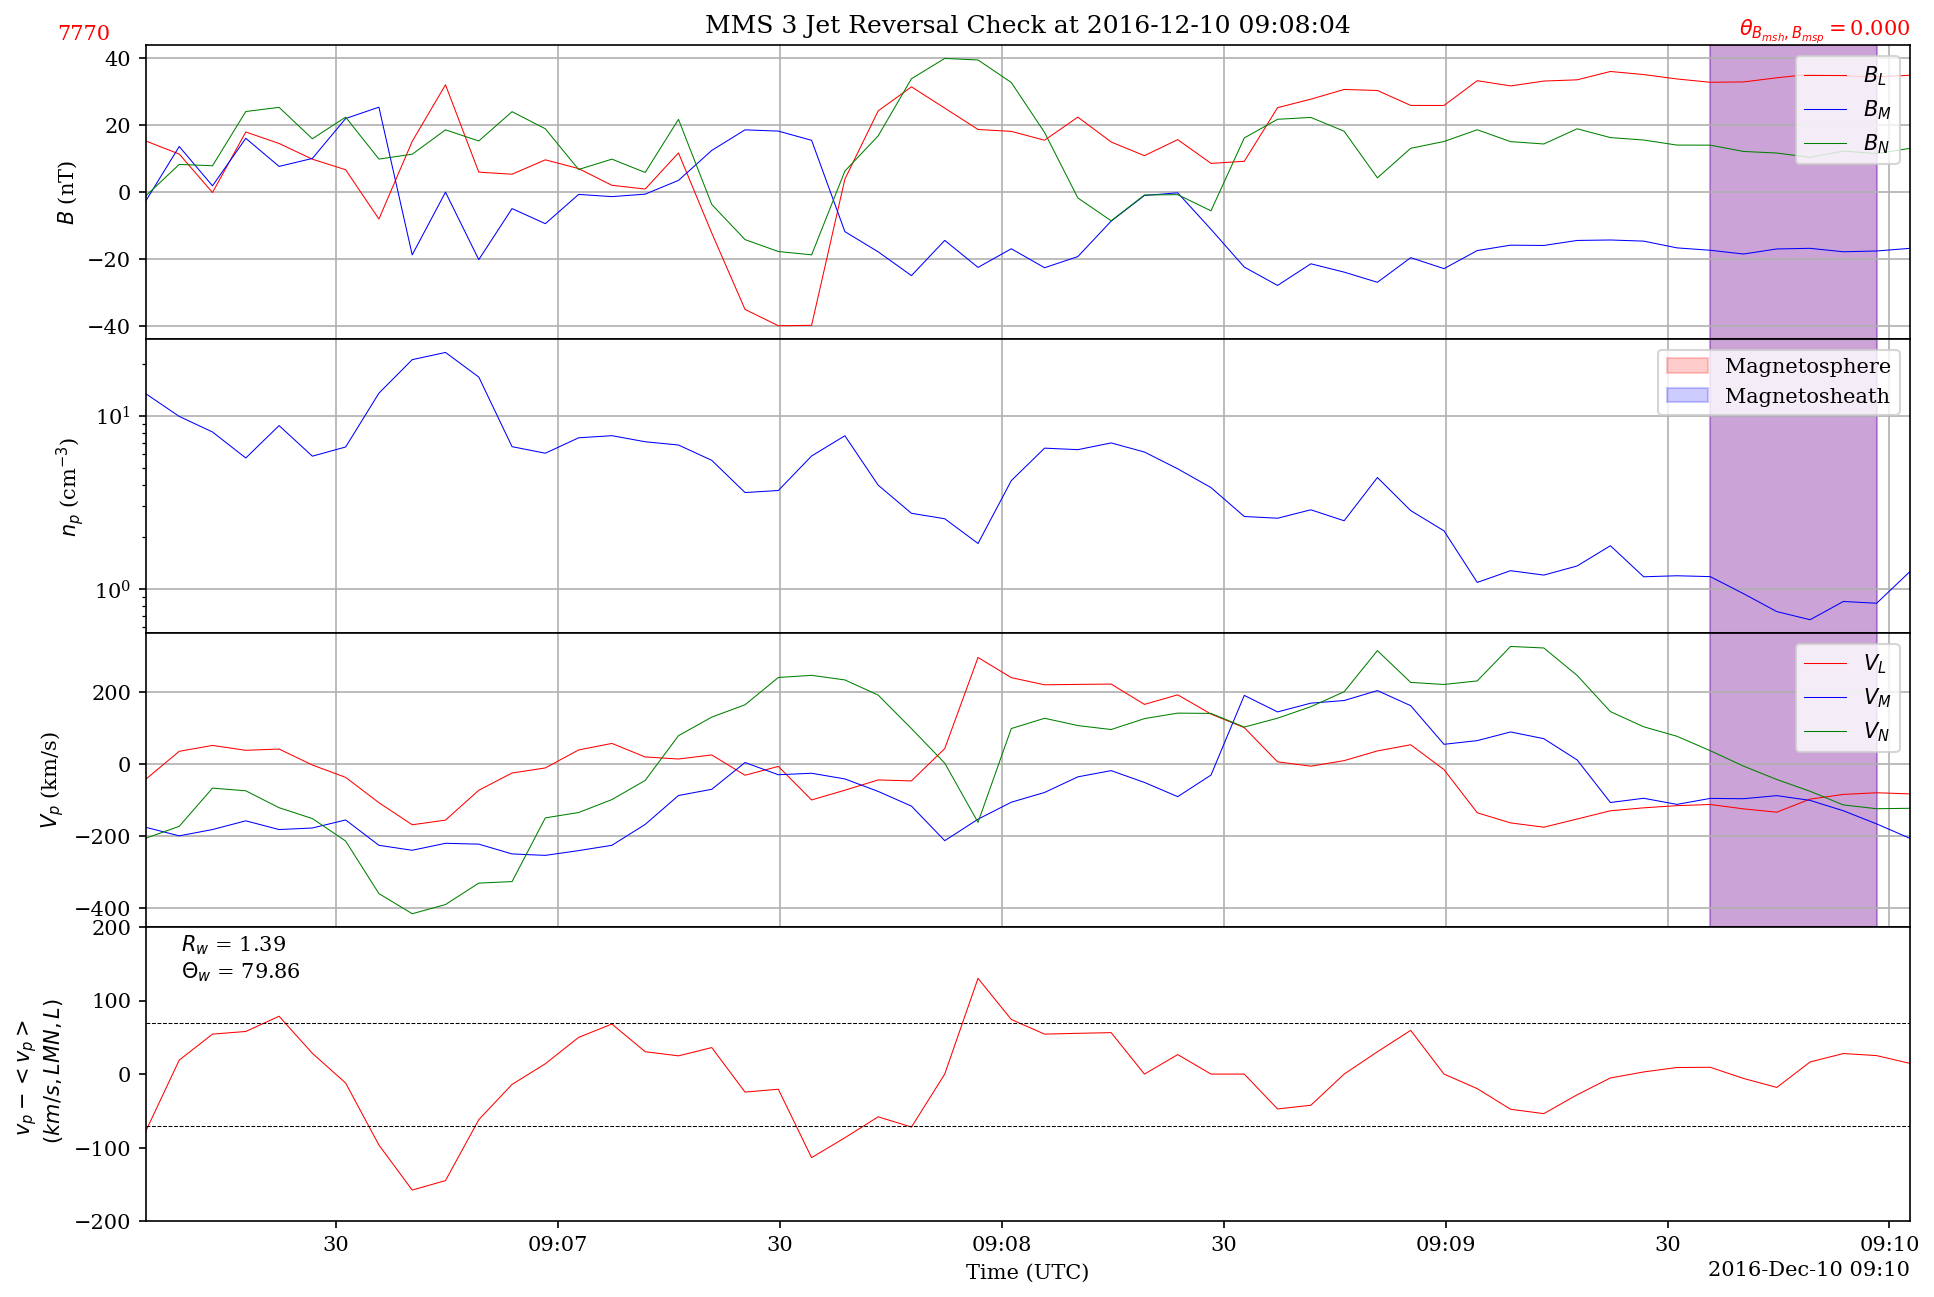 7770
MMS 3 Jet Reversal Check at 2016-12-10 09:08:04
θ_{B_{msh}, B_{msp}} = 0.000
40
20
0
−20
−40
B (nT)
B_L
B_M
B_N
10^1
10^0
n_p (cm^{−3})
Magnetosphere
Magnetosheath
200
0
−200
−400
V_p (km/s)
V_L
V_M
V_N
200
100
0
−100
−200
v_p − < v_p >
(km/s, LMN, L)
R_w = 1.39
Θ_w = 79.86
30
09:07
30
09:08
30
09:09
30
09:10
Time (UTC)
2016-Dec-10 09:10